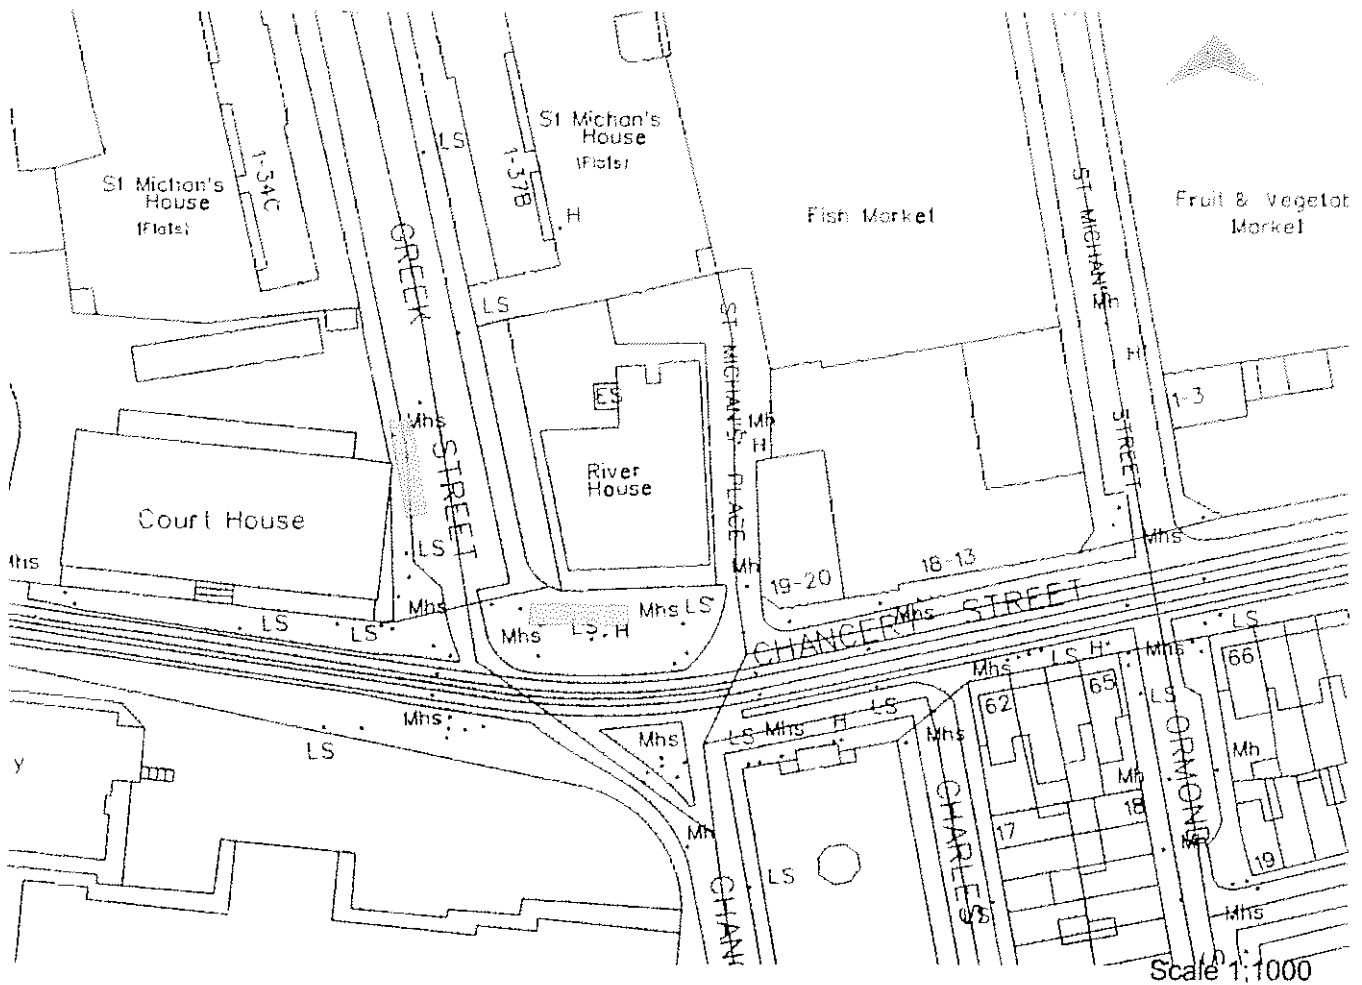 St Michan's
House
(Flats)
1-34C
GREEK
STREET
LS
1-37B
St Michan's
House
(Flats)
H
Fish Market
ST MICHAN'S
STREET
Mh
H
Fruit & Vegetab
Market
1-3
LS
ST MICHAN'S PLACE
Mh
H
Mh
ES
River
House
Mhs
Court House
LS
Mhs
Mhs
LS
LS
Mhs
LS, H
Mhs
LS
19-20
18-13
Mhs
Mhs
CHANCERY STREET
LS
Mhs
LS H
Mhs
66
62
65
LS
Mhs
LS
Mhs
LS
Mhs
H
LS
Mhs
ORMOND
Mh
Mh
y
Mh
17
18
CHARLES
19
LS
CHAN
LS
Mhs
Scale 1:1000